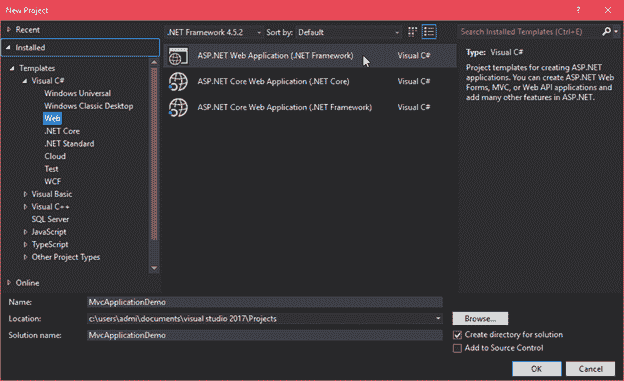 New Project
? X
Recent
.NET Framework 4.5.2 Sort by: Default
Search Installed Templates (Ctrl+E)
Installed
Templates
Visual C#
Windows Universal
Windows Classic Desktop
Web
.NET Core
.NET Standard
Cloud
Test
WCF
Visual Basic
Visual C++
SQL Server
JavaScript
TypeScript
Other Project Types
Online
ASP.NET Web Application (.NET Framework) Visual C#
ASP.NET Core Web Application (.NET Core) Visual C#
ASP.NET Core Web Application (.NET Framework) Visual C#
Type: Visual C#
Project templates for creating ASP.NET
applications. You can create ASP.NET Web
Forms, MVC, or Web API applications and
add many other features in ASP.NET.
Name: MvcApplicationDemo
Location: c:\users\admi\documents\visual studio 2017\Projects
Browse...
Solution name: MvcApplicationDemo
Create directory for solution
Add to Source Control
OK Cancel